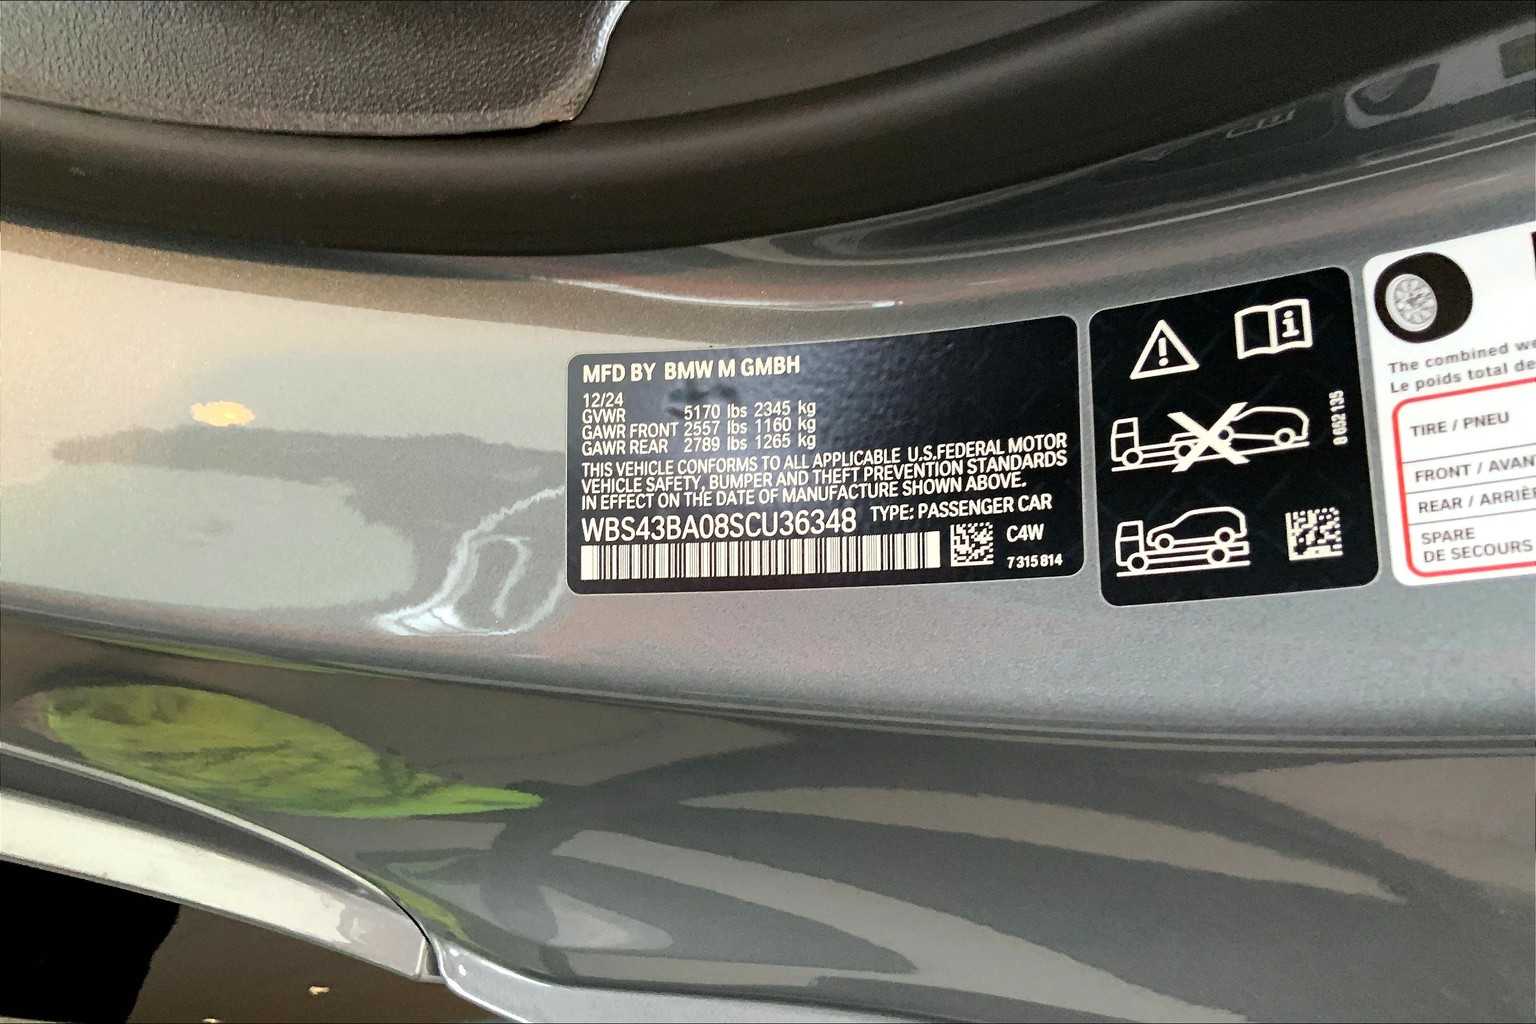 MFD BY BMW M GMBH
12/24
GVWR 5170 lbs 2345 kg
GAWR FRONT 2557 lbs 1160 kg
GAWR REAR 2789 lbs 1265 kg
THIS VEHICLE CONFORMS TO ALL APPLICABLE U.S.FEDERAL MOTOR
VEHICLE SAFETY, BUMPER AND THEFT PREVENTION STANDARDS
IN EFFECT ON THE DATE OF MANUFACTURE SHOWN ABOVE.
WBS43BA08SCU36348 TYPE: PASSENGER CAR
C4W
7 315 814
8 652 135
The combined we
Le poids total de
TIRE / PNEU
FRONT / AVANT
REAR / ARRIÈR
SPARE
DE SECOURS